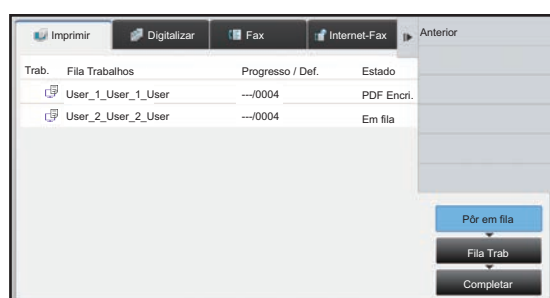 Imprimir Digitalizar Fax Internet-Fax Anterior
Trab. Fila Trabalhos Progresso / Def. Estado
User_1_User_1_User ---/0004 PDF Encri.
User_2_User_2_User ---/0004 Em fila
Pôr em fila
Fila Trab
Completar